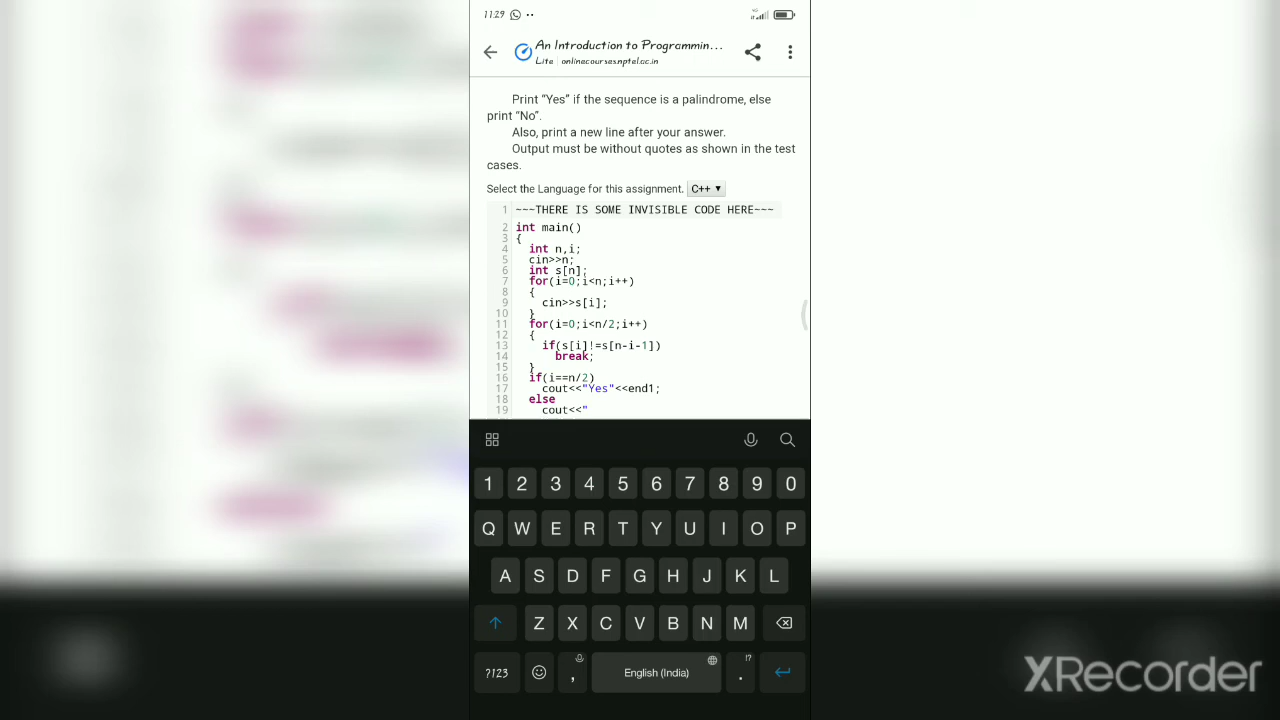 11:29
An Introduction to Programmin...
Lite | onlinecourses.nptel.ac.in
Print “Yes” if the sequence is a palindrome, else
print “No”.
Also, print a new line after your answer.
Output must be without quotes as shown in the test
cases.
Select the Language for this assignment. C++ ▼
1 ~~~THERE IS SOME INVISIBLE CODE HERE~~~
2 int main()
3 {
4 int n,i;
5 cin>>n;
6 int s[n];
7 for(i=0;i<n;i++)
8 {
9 cin>>s[i];
10 }
11 for(i=0;i<n/2;i++)
12 {
13 if(s[i]!=s[n-i-1])
14 break;
15 }
16 if(i==n/2)
17 cout<<"Yes"<<end1;
18 else
19 cout<<"
1 2 3 4 5 6 7 8 9 0
Q W E R T Y U I O P
A S D F G H J K L
Z X C V B N M
?123 , English (India) . !?
XRecorder